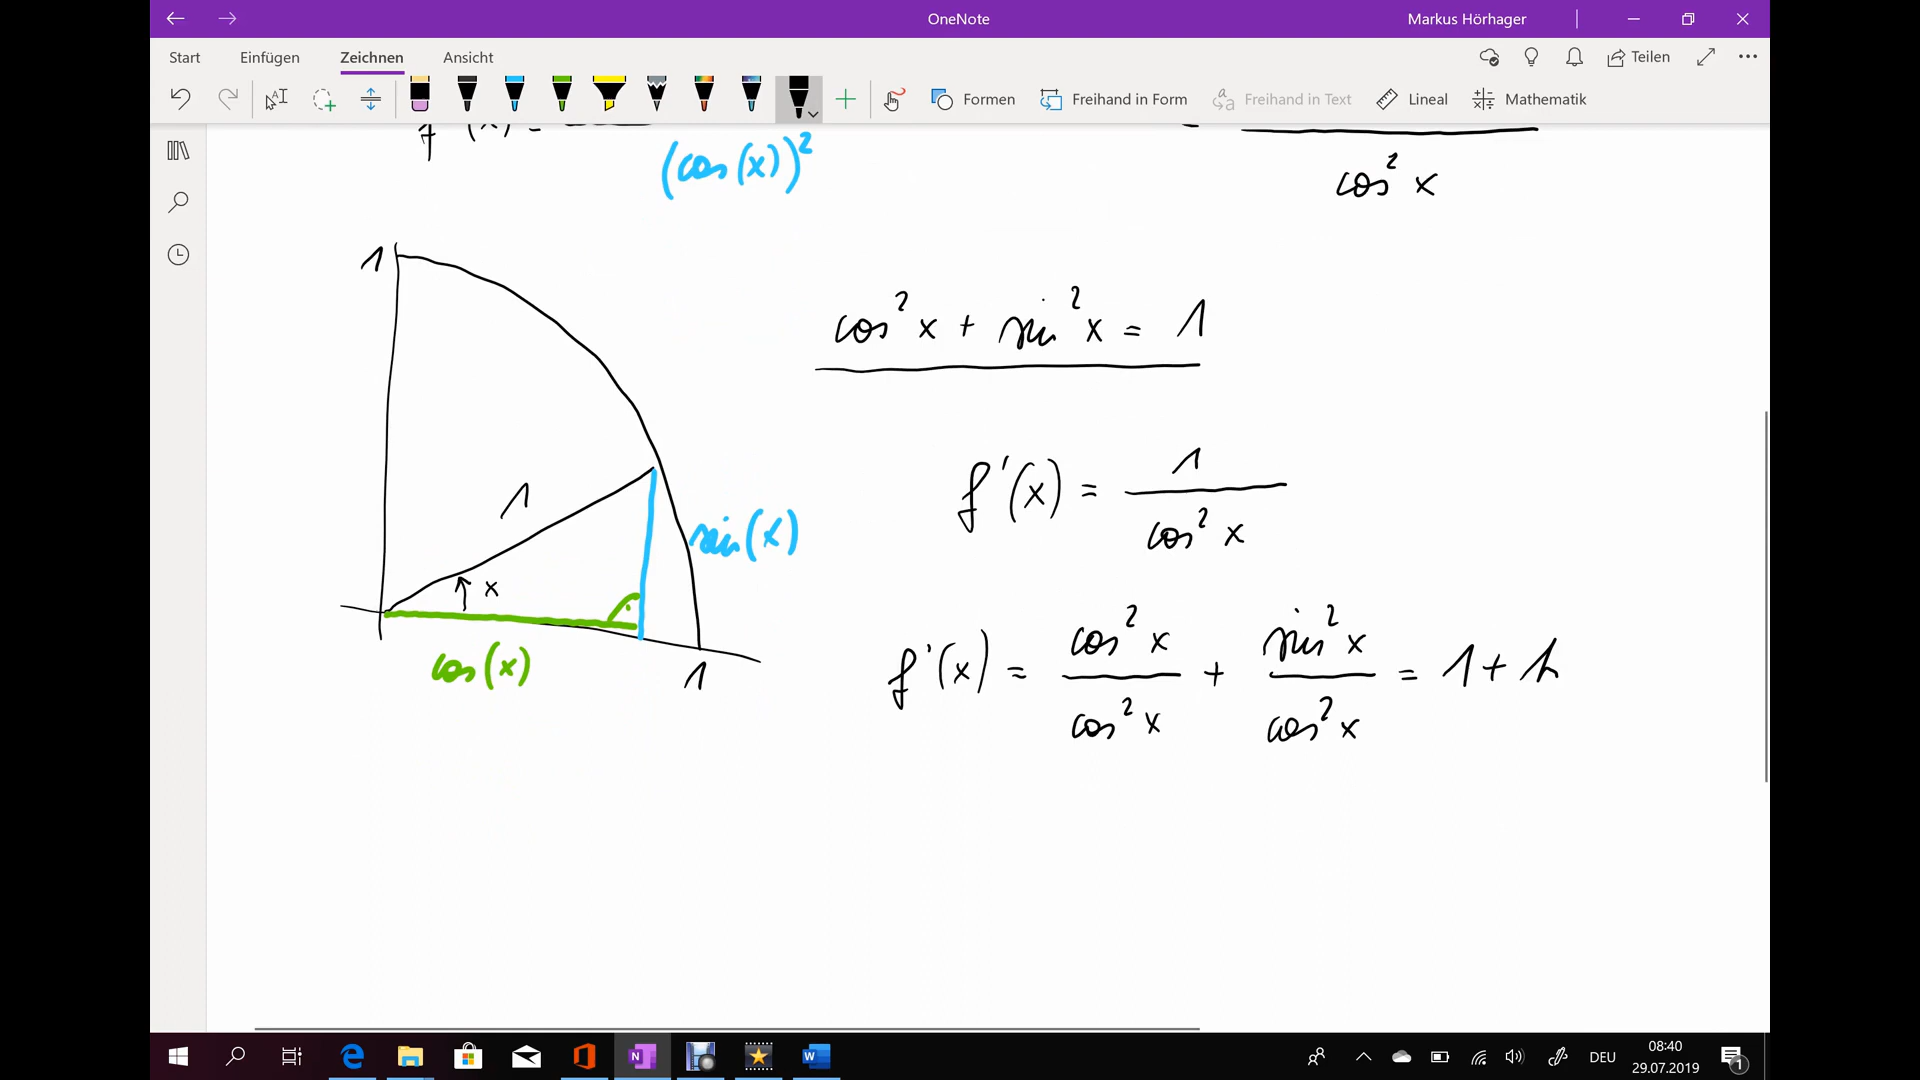 OneNote
Markus Hörhager
Start Einfügen Zeichnen Ansicht
Teilen
Formen Freihand in Form Freihand in Text Lineal Mathematik
f'(x) =
(cos(x))²
cos² x
1
cos² x + sin² x = 1
f'(x) = 1 / cos² x
1
sin(x)
x
cos(x)
1
f'(x) = cos² x / cos² x + sin² x / cos² x = 1 + h
DEU
08:40
29.07.2019
1